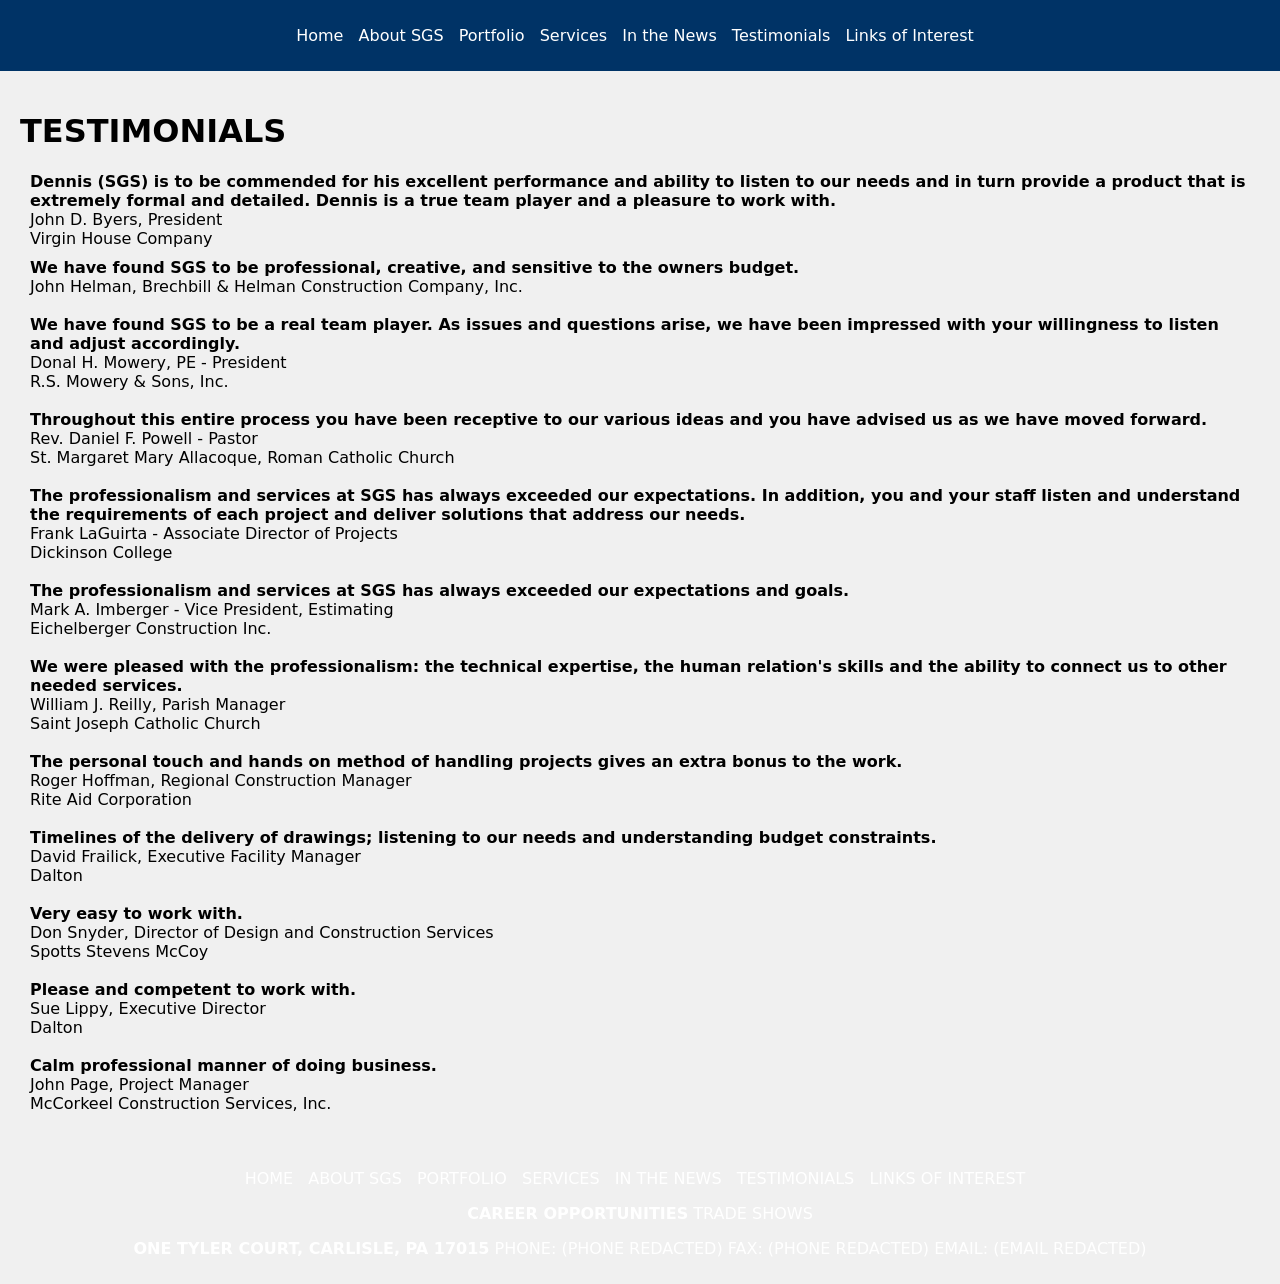 Home About SGS Portfolio Services In the News Testimonials Links of Interest
TESTIMONIALS
Dennis (SGS) is to be commended for his excellent performance and ability to listen to our needs and in turn provide a product that is
extremely formal and detailed. Dennis is a true team player and a pleasure to work with.
John D. Byers, President
Virgin House Company
We have found SGS to be professional, creative, and sensitive to the owners budget.
John Helman, Brechbill & Helman Construction Company, Inc.
We have found SGS to be a real team player. As issues and questions arise, we have been impressed with your willingness to listen
and adjust accordingly.
Donal H. Mowery, PE - President
R.S. Mowery & Sons, Inc.
Throughout this entire process you have been receptive to our various ideas and you have advised us as we have moved forward.
Rev. Daniel F. Powell - Pastor
St. Margaret Mary Allacoque, Roman Catholic Church
The professionalism and services at SGS has always exceeded our expectations. In addition, you and your staff listen and understand
the requirements of each project and deliver solutions that address our needs.
Frank LaGuirta - Associate Director of Projects
Dickinson College
The professionalism and services at SGS has always exceeded our expectations and goals.
Mark A. Imberger - Vice President, Estimating
Eichelberger Construction Inc.
We were pleased with the professionalism: the technical expertise, the human relation's skills and the ability to connect us to other
needed services.
William J. Reilly, Parish Manager
Saint Joseph Catholic Church
The personal touch and hands on method of handling projects gives an extra bonus to the work.
Roger Hoffman, Regional Construction Manager
Rite Aid Corporation
Timelines of the delivery of drawings; listening to our needs and understanding budget constraints.
David Frailick, Executive Facility Manager
Dalton
Very easy to work with.
Don Snyder, Director of Design and Construction Services
Spotts Stevens McCoy
Please and competent to work with.
Sue Lippy, Executive Director
Dalton
Calm professional manner of doing business.
John Page, Project Manager
McCorkeel Construction Services, Inc.
HOME ABOUT SGS PORTFOLIO SERVICES IN THE NEWS TESTIMONIALS LINKS OF INTEREST
CAREER OPPORTUNITIES TRADE SHOWS
ONE TYLER COURT, CARLISLE, PA 17015 PHONE: (PHONE REDACTED) FAX: (PHONE REDACTED) EMAIL: (EMAIL REDACTED)